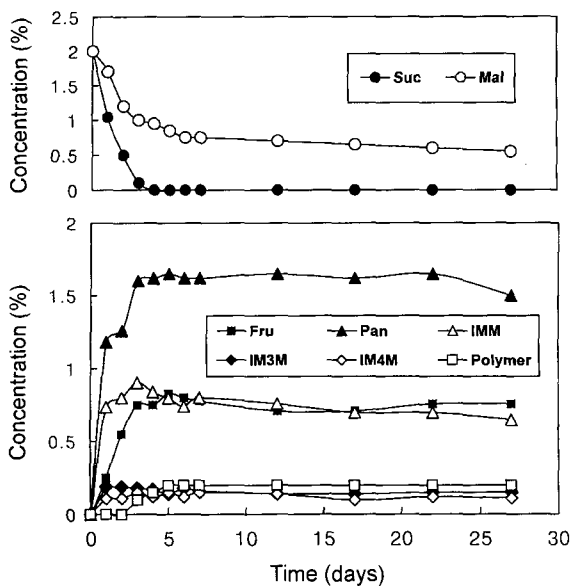 2.5
2
1.5
1
0.5
0
Concentration (%)
Suc Mal
2
1.5
1
0.5
0
Concentration (%)
Fru Pan IMM
IM3M IM4M Polymer
0 5 10 15 20 25 30
Time (days)